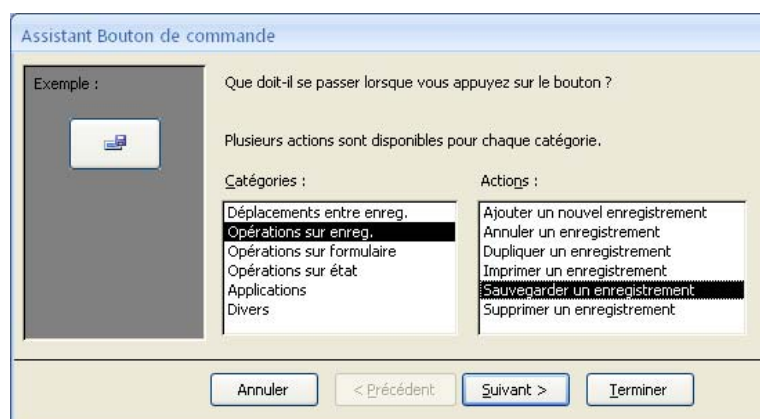 Assistant Bouton de commande
Exemple :
Que doit-il se passer lorsque vous appuyez sur le bouton ?
Plusieurs actions sont disponibles pour chaque catégorie.
Catégories :
Déplacements entre enreg.
Opérations sur enreg.
Opérations sur formulaire
Opérations sur état
Applications
Divers
Actions :
Ajouter un nouvel enregistrement
Annuler un enregistrement
Dupliquer un enregistrement
Imprimer un enregistrement
Sauvegarder un enregistrement
Supprimer un enregistrement
Annuler
< Précédent
Suivant >
Terminer